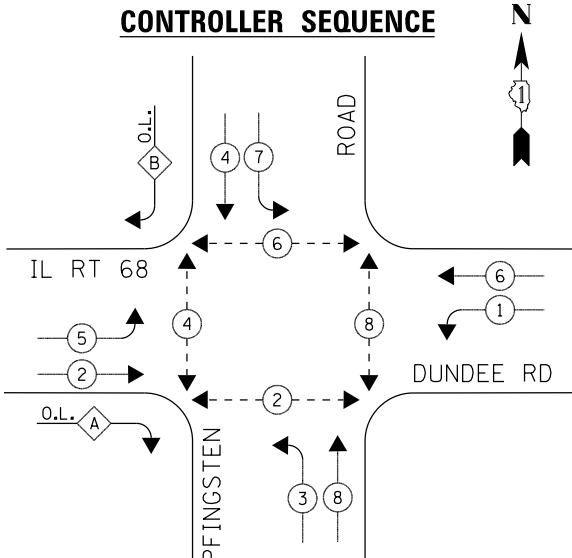 CONTROLLER SEQUENCE
N
1
O.L.
B
4
7
ROAD
6
IL RT 68
6
1
5
4
8
2
DUNDEE RD
2
O.L.
A
PFINGSTEN
3
8